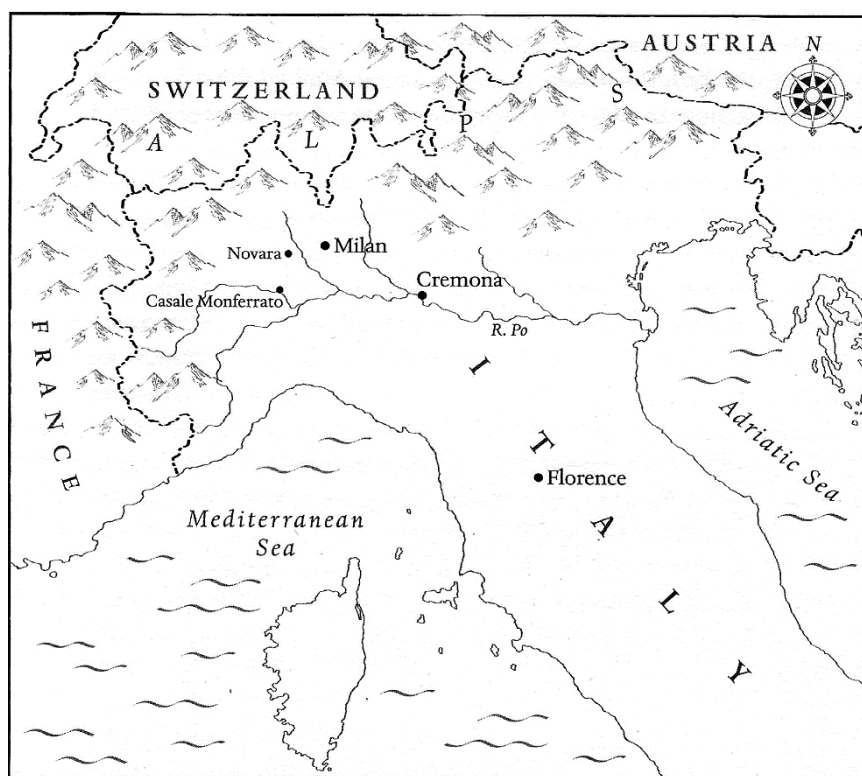 AUSTRIA
N
SWITZERLAND
A L P S
Novara
Milan
Casale Monferrato
Cremona
R. Po
FRANCE
ITALY
Adriatic Sea
Florence
Mediterranean
Sea